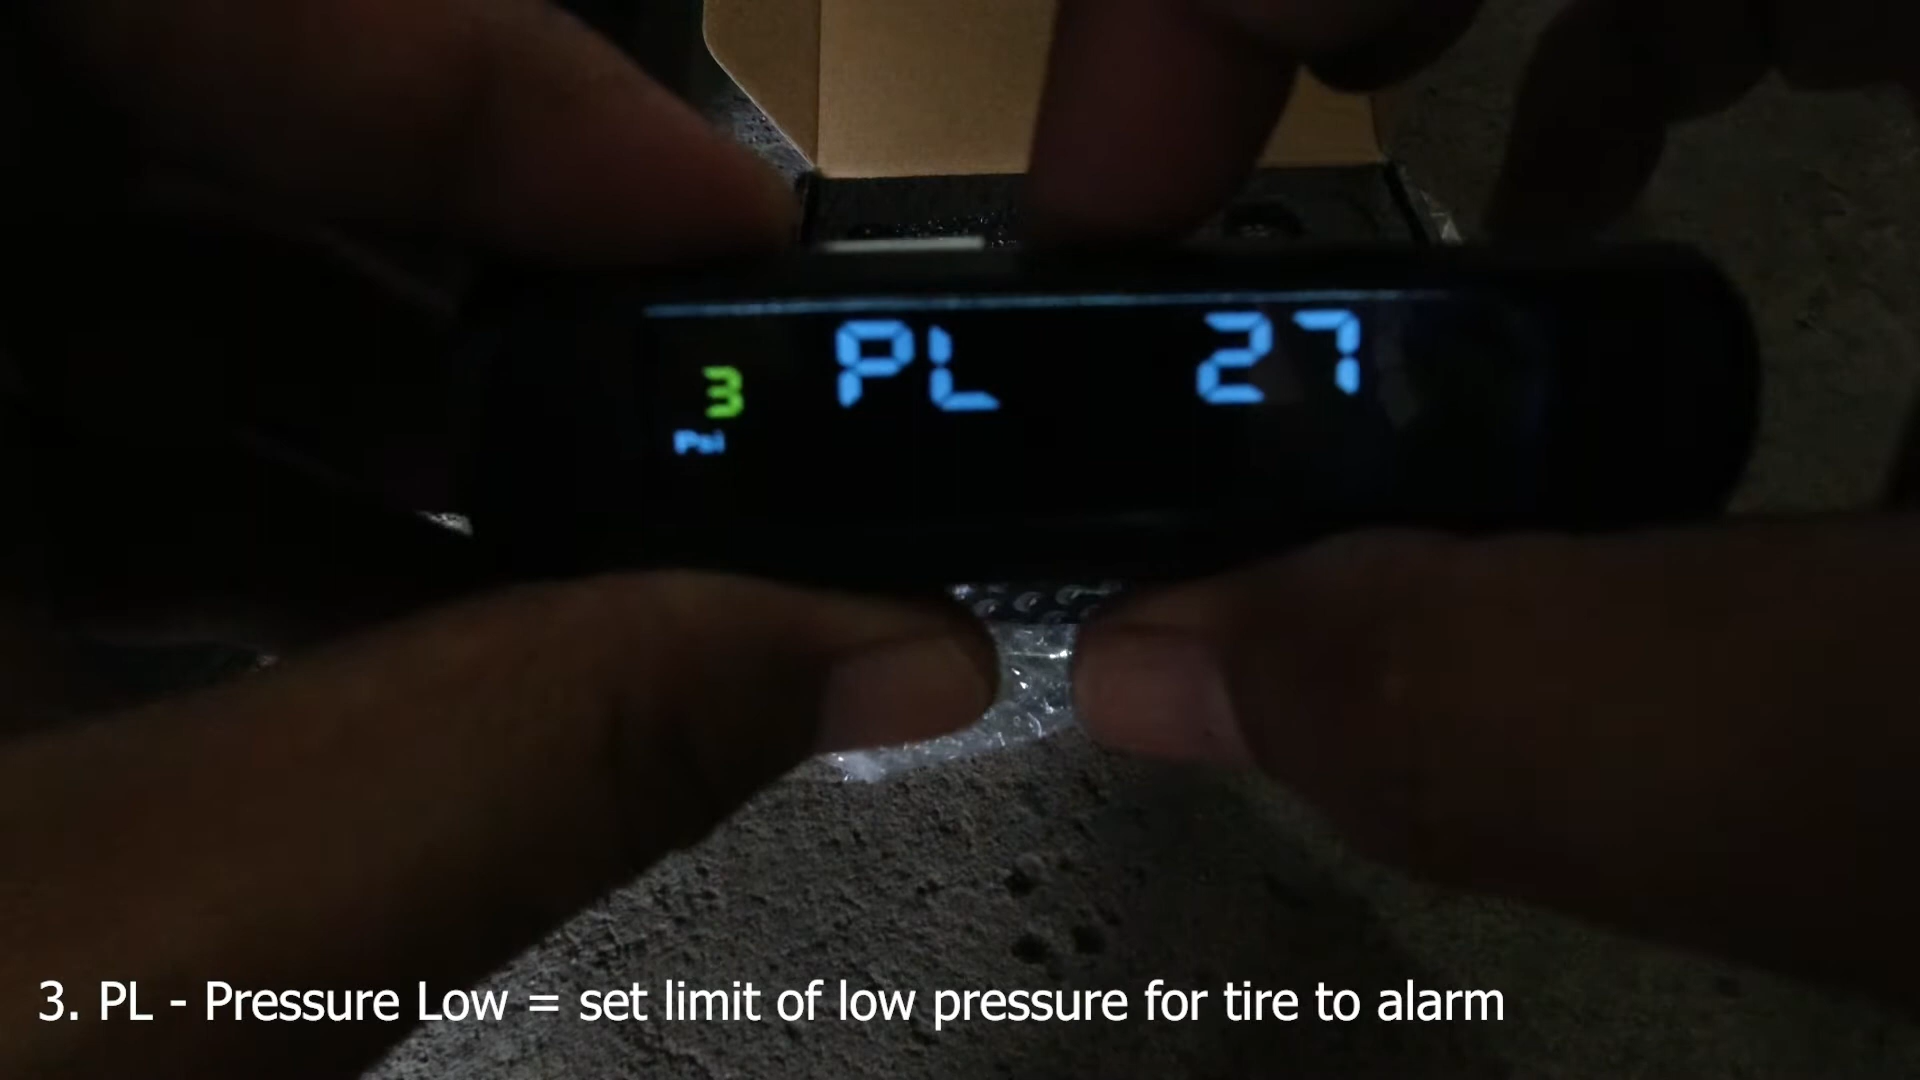 PL 27
3
Psi
3. PL - Pressure Low = set limit of low pressure for tire to alarm